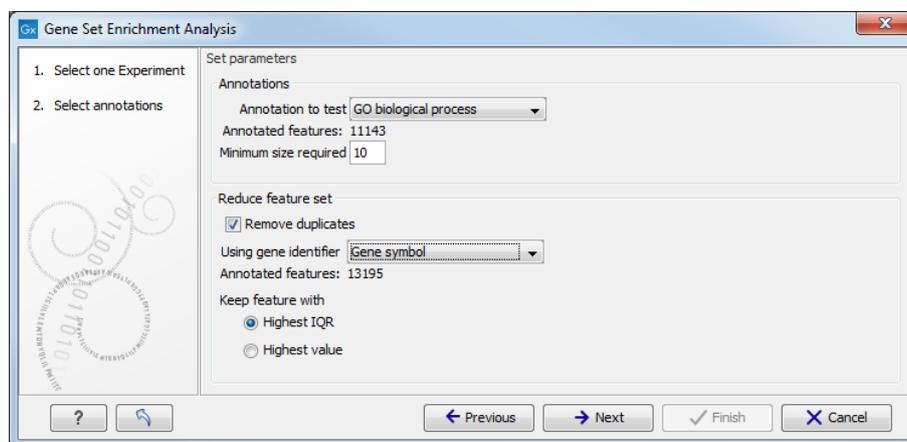 Gx Gene Set Enrichment Analysis
1. Select one Experiment
2. Select annotations
Set parameters
Annotations
Annotation to test GO biological process
Annotated features: 11143
Minimum size required 10
Reduce feature set
Remove duplicates
Using gene identifier Gene symbol
Annotated features: 13195
Keep feature with
Highest IQR
Highest value
? Previous Next Finish Cancel